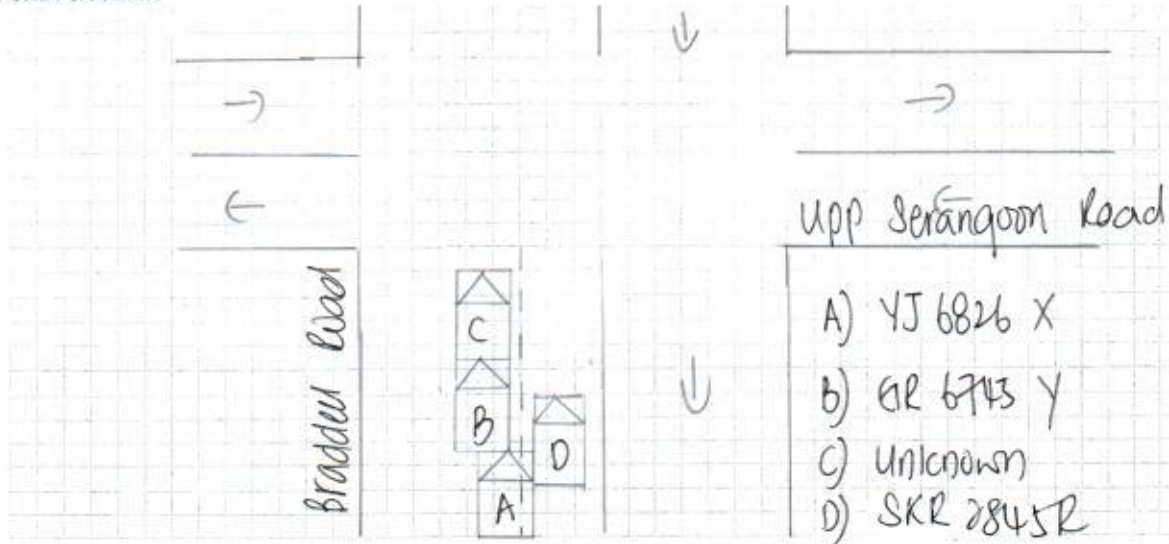 Upp Serangoon Road
Braddell Road
C
B
D
A
A) YJ 6826 X
B) GR 6743 Y
C) Unknown
D) SKR 2845R